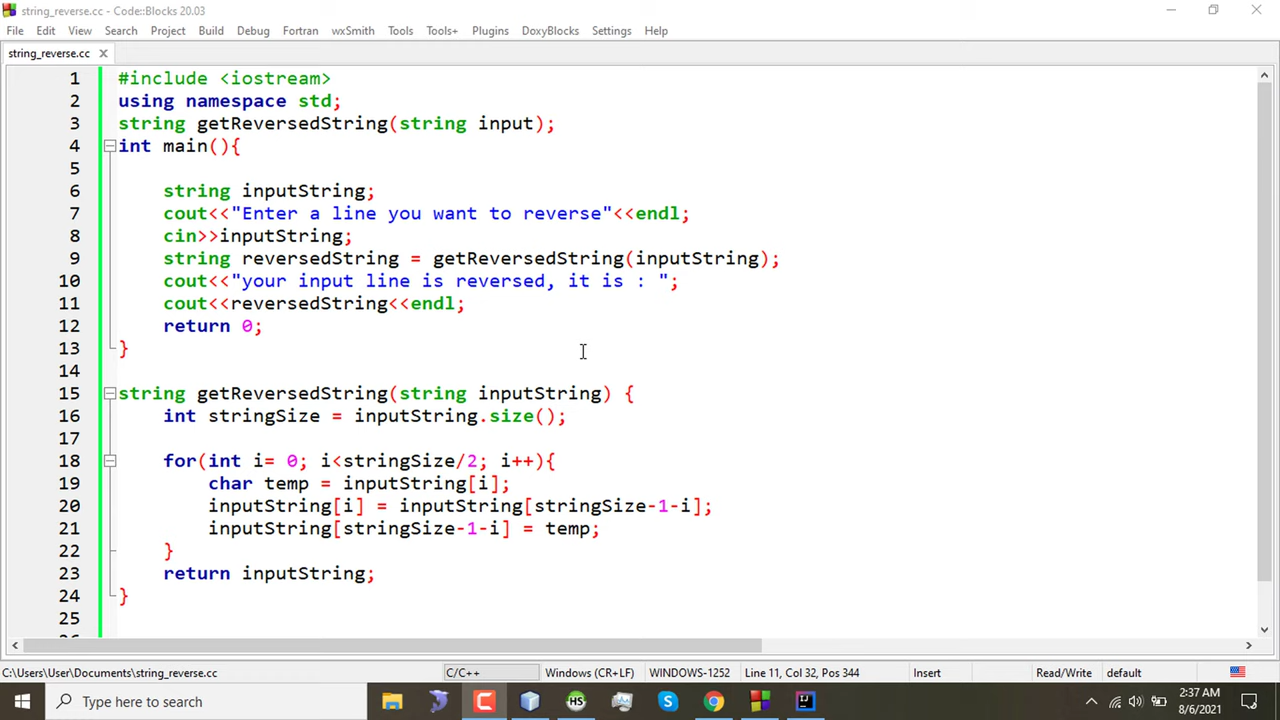 string_reverse.cc - Code::Blocks 20.03
File Edit View Search Project Build Debug Fortran wxSmith Tools Tools+ Plugins DoxyBlocks Settings Help
string_reverse.cc
1 #include <iostream>
2 using namespace std;
3 string getReversedString(string input);
4 int main(){
5
6 string inputString;
7 cout<<"Enter a line you want to reverse"<<endl;
8 cin>>inputString;
9 string reversedString = getReversedString(inputString);
10 cout<<"your input line is reversed, it is : ";
11 cout<<reversedString<<endl;
12 return 0;
13 }
14
15 string getReversedString(string inputString) {
16 int stringSize = inputString.size();
17
18 for(int i= 0; i<stringSize/2; i++){
19 char temp = inputString[i];
20 inputString[i] = inputString[stringSize-1-i];
21 inputString[stringSize-1-i] = temp;
22 }
23 return inputString;
24 }
25
C:\Users\User\Documents\string_reverse.cc C/C++ Windows (CR+LF) WINDOWS-1252 Line 11, Col 32, Pos 344 Insert Read/Write default
Type here to search HS 2:37 AM
8/6/2021